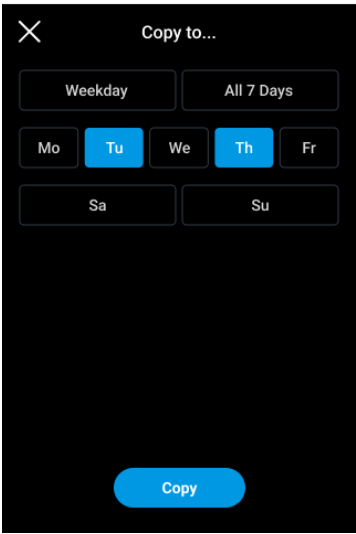 Copy to...
Weekday All 7 Days
Mo Tu We Th Fr
Sa Su
Copy